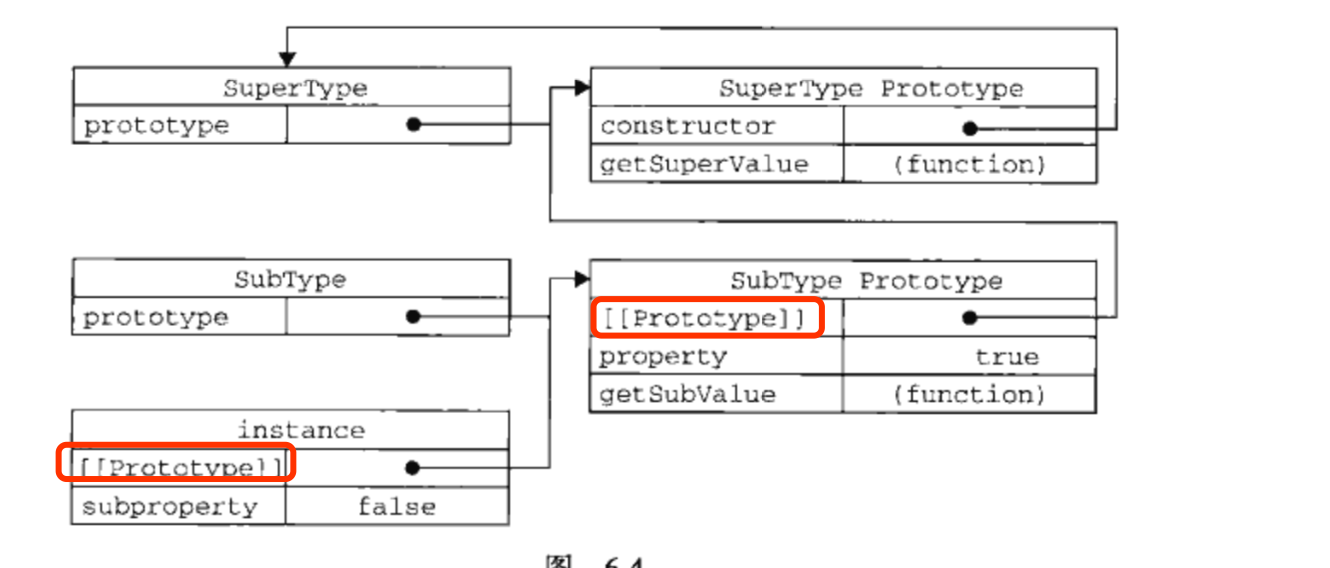 SuperType
prototype
SuperType Prototype
constructor
getSuperValue (function)
SubType
prototype
SubType Prototype
[[Prototype]]
property true
getSubValue (function)
instance
[[Prototype]]
subproperty false
图 6-4